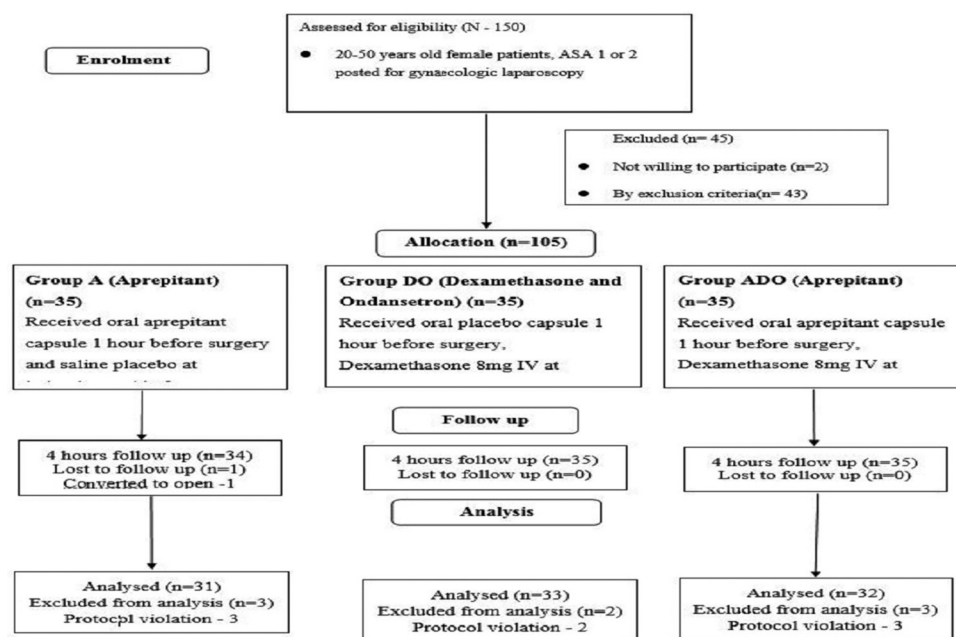 Assessed for eligibility (N - 150)
● 20-50 years old female patients, ASA 1 or 2
posted for gynaecologic laparoscopy
Enrolment
Excluded (n= 45)
● Not willing to participate (n=2)
● By exclusion criteria(n= 43)
Allocation (n=105)
Group A (Aprepitant)
(n=35)
Received oral aprepitant
capsule 1 hour before surgery
and saline placebo at
Group DO (Dexamethasone and
Ondansetron) (n=35)
Received oral placebo capsule 1
hour before surgery,
Dexamethasone 8mg IV at
Group ADO (Aprepitant)
(n=35)
Received oral aprepitant capsule
1 hour before surgery,
Dexamethasone 8mg IV at
Follow up
4 hours follow up (n=34)
Lost to follow up (n=1)
Converted to open -1
4 hours follow up (n=35)
Lost to follow up (n=0)
4 hours follow up (n=35)
Lost to follow up (n=0)
Analysis
Analysed (n=31)
Excluded from analysis (n=3)
Protocol violation - 3
Analysed (n=33)
Excluded from analysis (n=2)
Protocol violation - 2
Analysed (n=32)
Excluded from analysis (n=3)
Protocol violation - 3